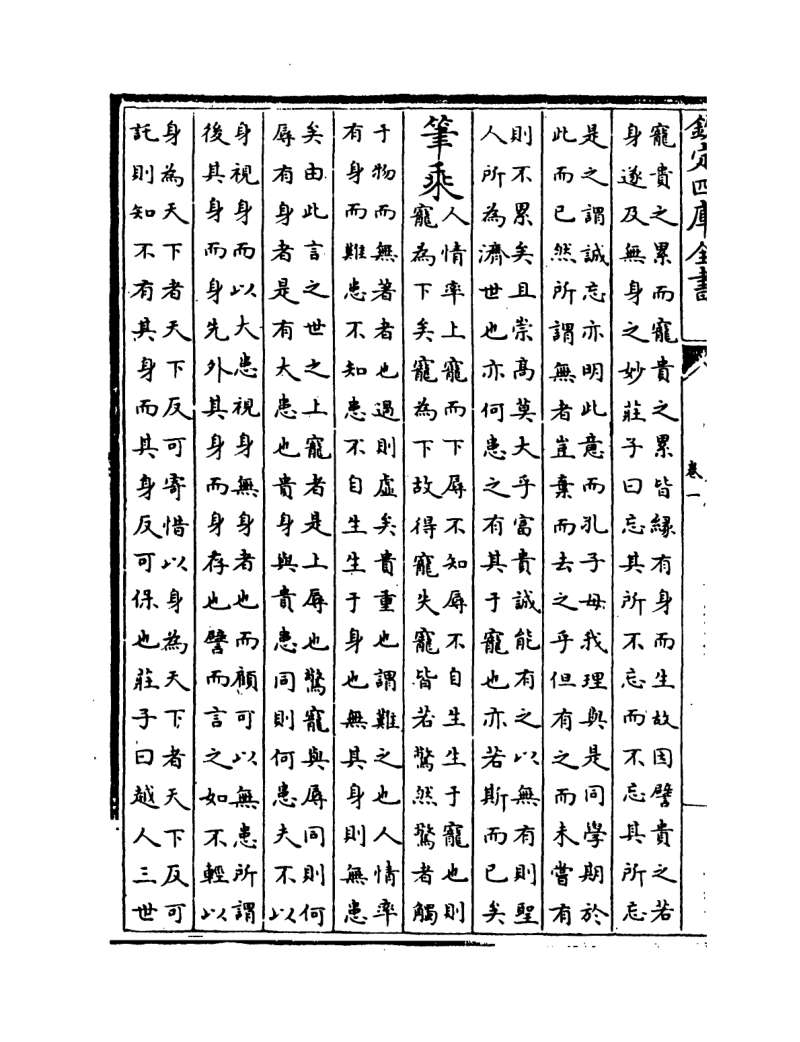 欽定四庫全書
卷一
寵貴之累而寵貴之累皆緣有身而生故因譬貴之若
身遂及無身之妙莊子曰忘其所不忘而不忘其所忘
是之謂誠忘亦明此意而孔子毋我理與是同學期於
此而已然所謂無者豈棄而去之乎但有之而未嘗有
則不累矣且崇高莫大乎富貴誠能有之以無有則聖
人所為濟世也亦何患之有其于寵也亦若斯而已矣
筆乘
人情率上寵而下辱不知辱不自生生于寵也則
寵為下矣寵為下故得寵失寵皆若驚然驚者觸
于物而無著者也過則虛矣貴重也謂難之也人情率
有身而難患不知患不自生生于身也無其身則無患
矣由此言之世之上寵者是上辱也驚寵與辱同則何
辱有身者是有大患也貴身與貴患同則何患夫不以
身視身而以大患視身無身者也而顧可以無患所謂
後其身而身先外其身而身存也譬而言之如不輕以
身為天下者天下反可寄惜以身為天下者天下反可
託則知不有其身而其身反可保也莊子曰越人三世